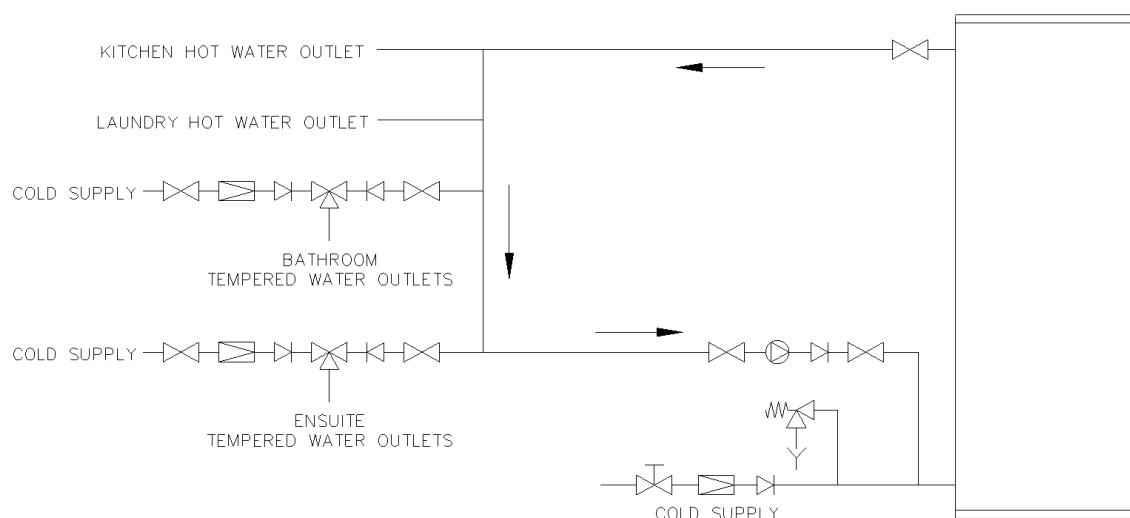 KITCHEN HOT WATER OUTLET
LAUNDRY HOT WATER OUTLET
COLD SUPPLY
BATHROOM
TEMPERED WATER OUTLETS
COLD SUPPLY
ENSUITE
TEMPERED WATER OUTLETS
COLD SUPPLY